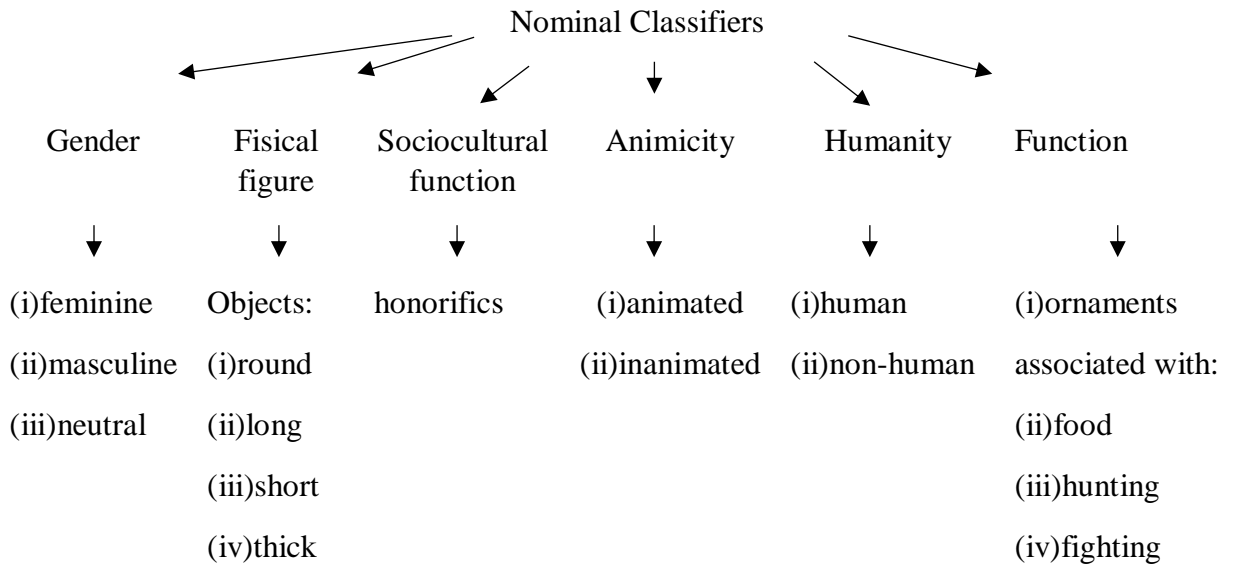 Nominal Classifiers
Gender
Fisical
figure
Sociocultural
function
Animicity
Humanity
Function
(i)feminine
(ii)masculine
(iii)neutral
Objects:
(i)round
(ii)long
(iii)short
(iv)thick
honorifics
(i)animated
(ii)inanimated
(i)human
(ii)non-human
(i)ornaments
associated with:
(ii)food
(iii)hunting
(iv)fighting